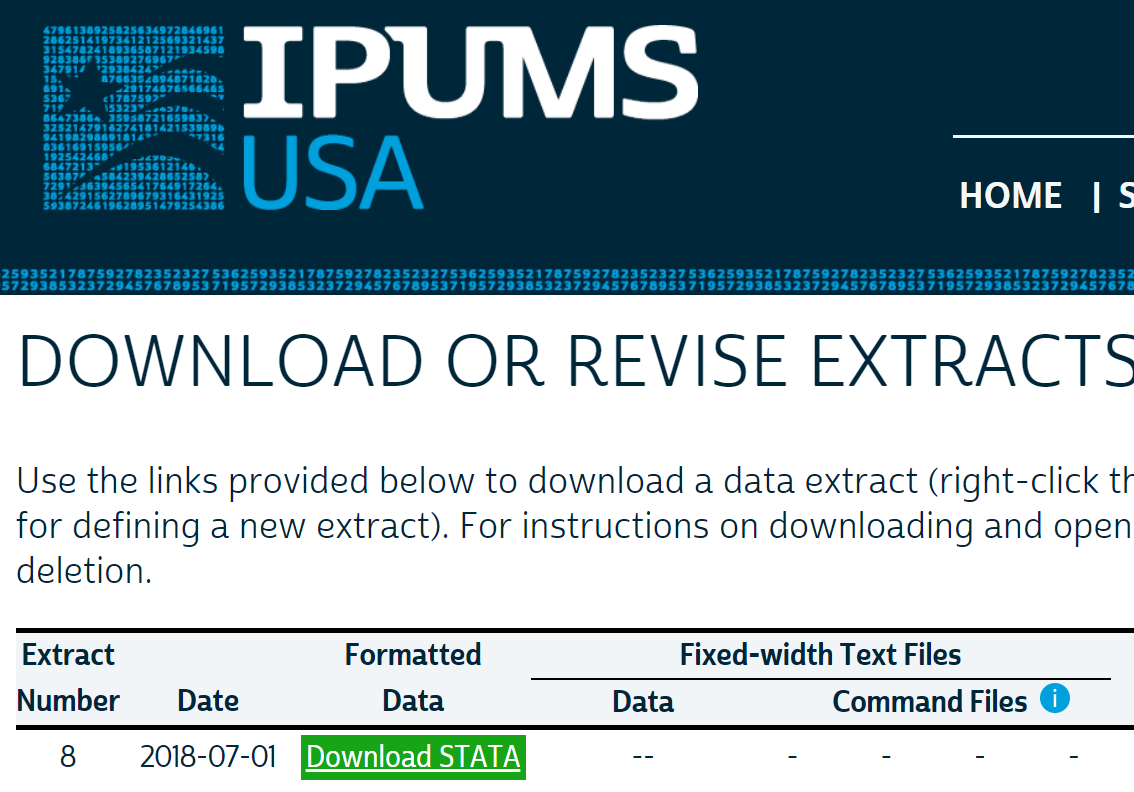 IPUMS
USA
HOME |
DOWNLOAD OR REVISE EXTRACTS
Use the links provided below to download a data extract (right-click th
for defining a new extract). For instructions on downloading and open
deletion.
Extract Formatted Fixed-width Text Files
Number Date Data Data Command Files i
8 2018-07-01 Download STATA -- - - - -